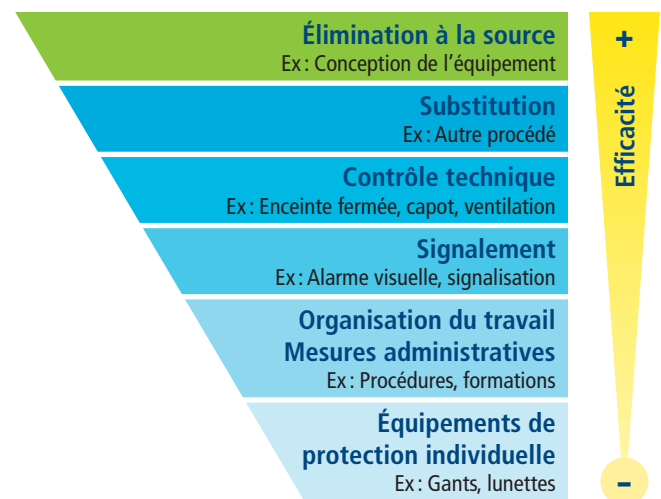 Élimination à la source
Ex : Conception de l’équipement
Substitution
Ex : Autre procédé
Contrôle technique
Ex : Enceinte fermée, capot, ventilation
Signalement
Ex : Alarme visuelle, signalisation
Organisation du travail
Mesures administratives
Ex : Procédures, formations
Équipements de
protection individuelle
Ex : Gants, lunettes
+
Efficacité
-